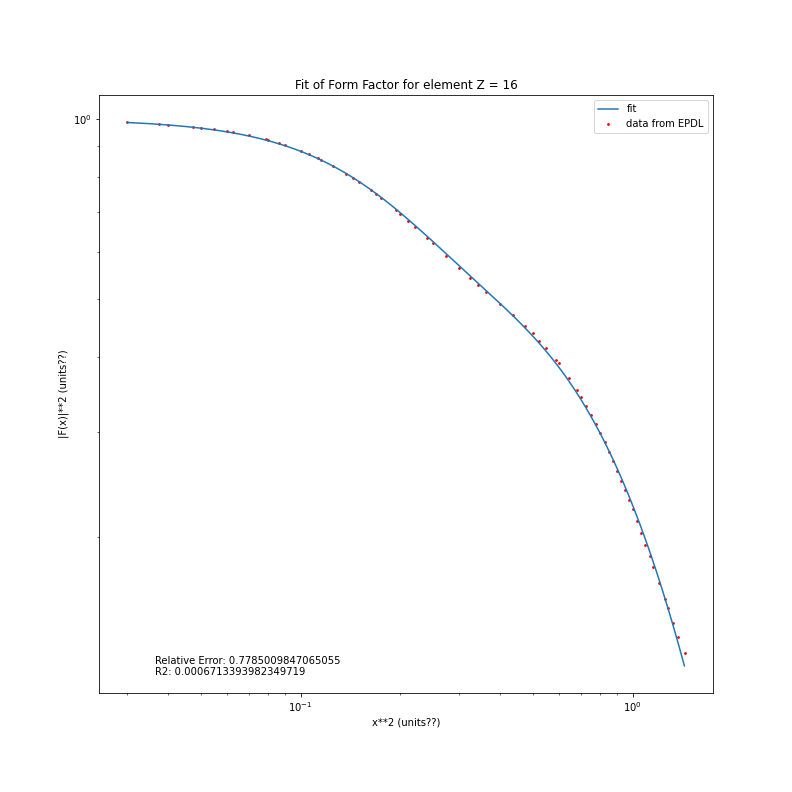 Fit of Form Factor for element Z = 16
fit
data from EPDL
10⁰
|F(x)|**2 (units??)
Relative Error: 0.7785009847065055
R2: 0.0006713393982349719
10⁻¹
10⁰
x**2 (units??)